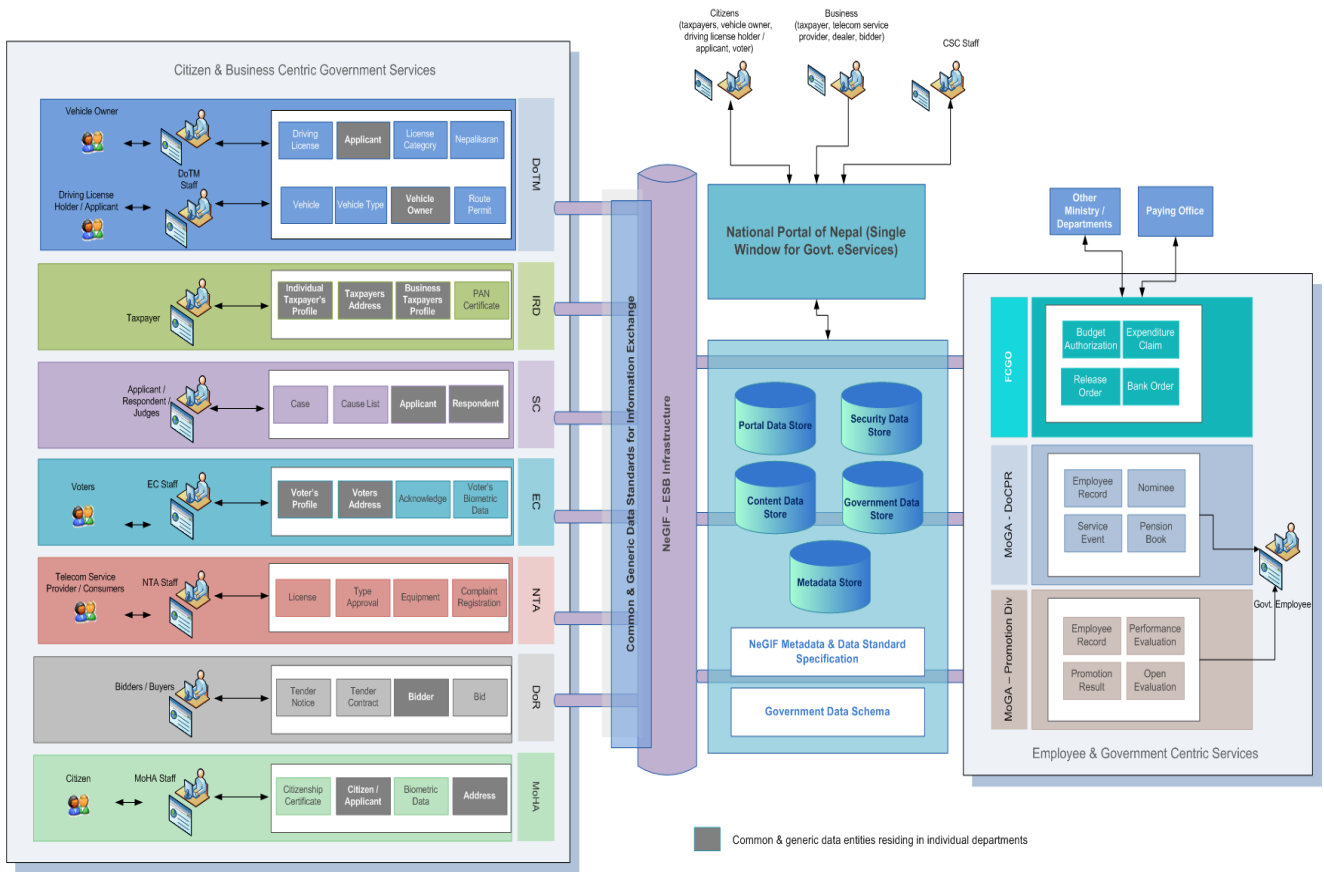 Citizens
(taxpayers, vehicle owner,
driving license holder /
applicant, voter)
Business
(taxpayer, telecom service
provider, dealer, bidder)
CSC Staff
Citizen & Business Centric Government Services
Vehicle Owner
DoTM
Staff
Driving License
Holder / Applicant
Driving
License
Applicant
License
Category
Nepalikaran
Vehicle
Vehicle Type
Vehicle
Owner
Route
Permit
DoTM
Taxpayer
Individual
Taxpayer's
Profile
Taxpayers
Address
Business
Taxpayers
Profile
PAN
Certificate
IRD
Applicant /
Respondent /
Judges
Case
Cause List
Applicant
Respondent
SC
Voters
EC Staff
Voter's
Profile
Voters
Address
Acknowledge
Voter's
Biometric
Data
EC
Telecom Service
Provider / Consumers
NTA Staff
License
Type
Approval
Equipment
Complaint
Registration
NTA
Bidders / Buyers
Tender
Notice
Tender
Contract
Bidder
Bid
DoR
Citizen
MoHA Staff
Citizenship
Certificate
Citizen /
Applicant
Biometric
Data
Address
MoHA
Common & Generic Data Standards for Information Exchange
NeGIF – ESB Infrastructure
National Portal of Nepal (Single
Window for Govt. eServices)
Portal Data Store
Security Data
Store
Content Data
Store
Government Data
Store
Metadata Store
NeGIF Metadata & Data Standard
Specification
Government Data Schema
Other
Ministry /
Departments
Paying Office
FCGO
Budget
Authorization
Expenditure
Claim
Release
Order
Bank Order
MoGA - DoCPR
Employee
Record
Nominee
Service
Event
Pension
Book
Govt. Employee
MoGA – Promotion Div
Employee
Record
Performance
Evaluation
Promotion
Result
Open
Evaluation
Employee & Government Centric Services
Common & generic data entities residing in individual departments